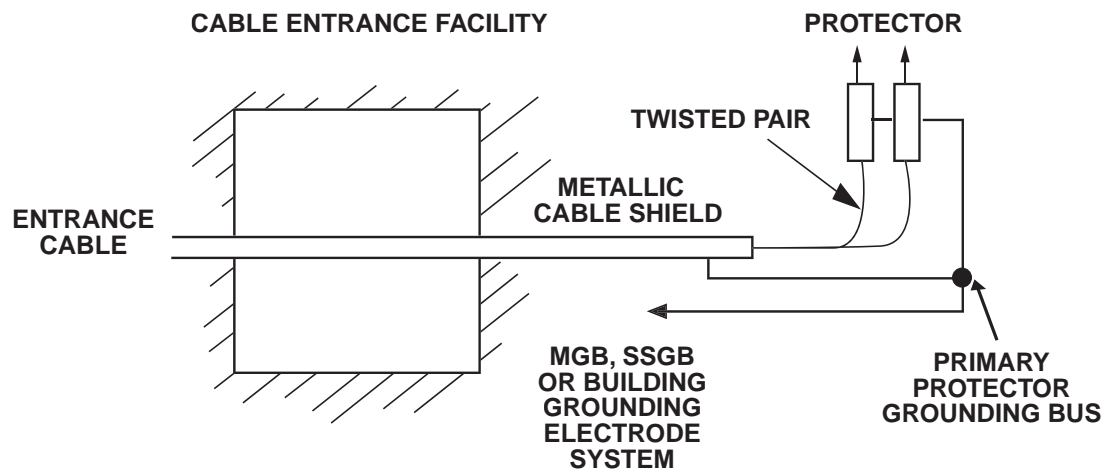 CABLE ENTRANCE FACILITY
PROTECTOR
TWISTED PAIR
METALLIC
CABLE SHIELD
ENTRANCE
CABLE
MGB, SSGB
OR BUILDING
GROUNDING
ELECTRODE
SYSTEM
PRIMARY
PROTECTOR
GROUNDING BUS